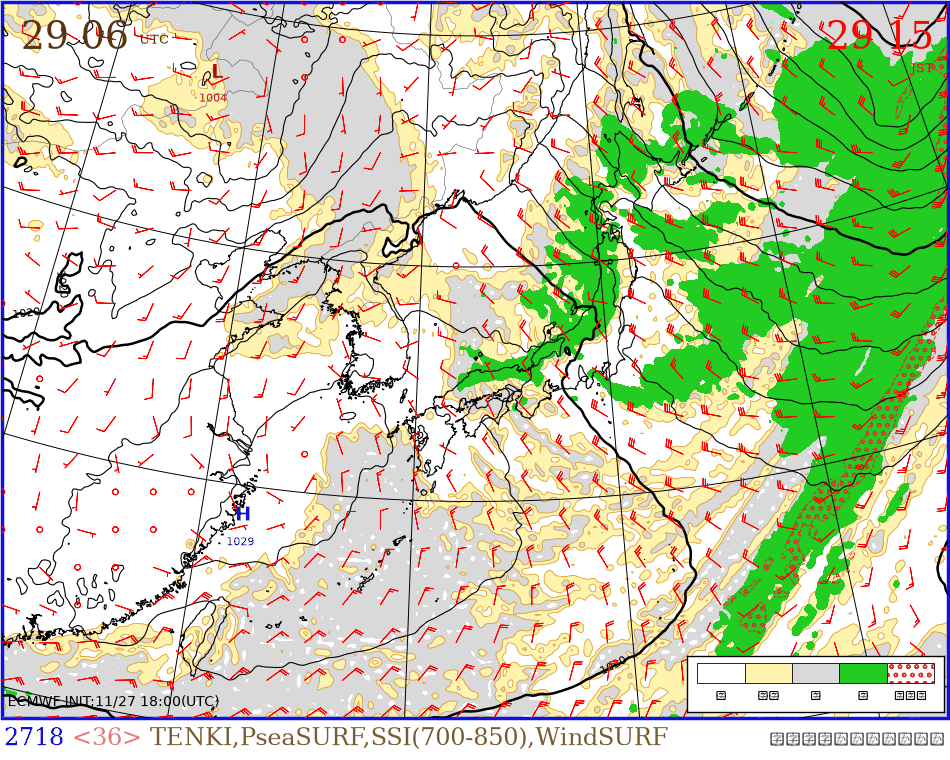 29 06 UTC
29 15 JST
L
1004
1020
H
1029
1020
ECMWF INIT:11/27 18:00(UTC)
2718 <36> TENKI,PseaSURF,SSI(700-850),WindSURF